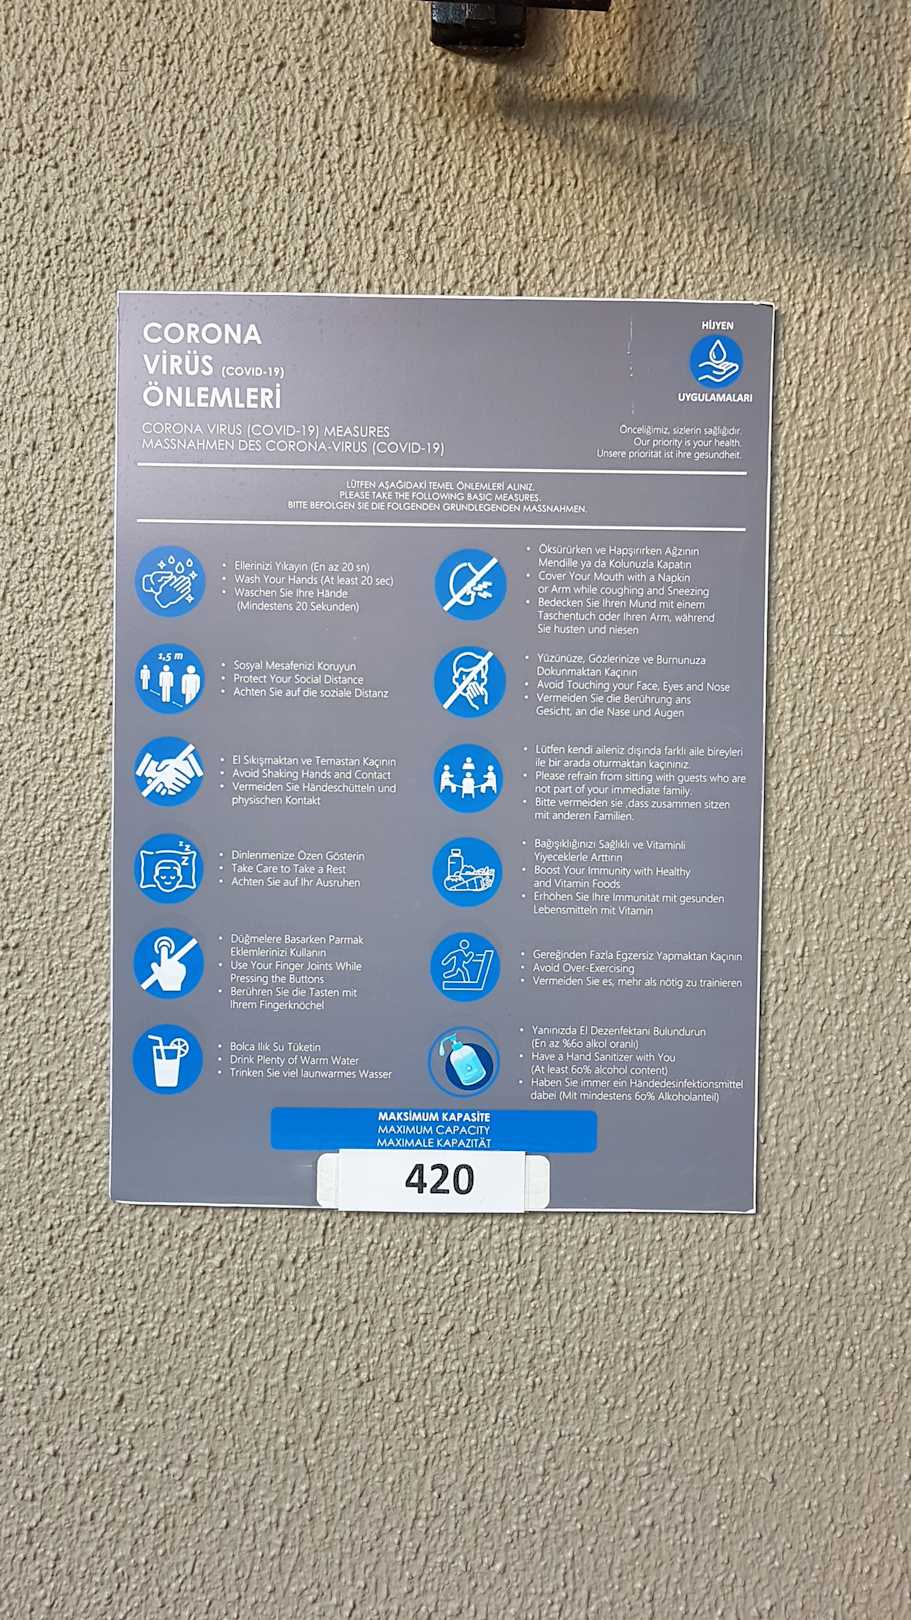 CORONA
VİRÜS (COVID-19)
ÖNLEMLERİ
CORONA VIRUS (COVID-19) MEASURES
MASSNAHMEN DES CORONA-VIRUS (COVID-19)
HİJYEN
UYGULAMALARI
Önceliğimiz, sizlerin sağlığıdır.
Our priority is your health.
Unsere priorität ist ihre gesundheit.
LÜTFEN AŞAĞIDAKİ TEMEL ÖNLEMLERİ ALINIZ.
PLEASE TAKE THE FOLLOWING BASIC MEASURES.
BITTE BEFOLGEN SIE DIE FOLGENDEN GRUNDLEGENDEN MASSNAHMEN.
• Ellerinizi Yıkayın (En az 20 sn)
• Wash Your Hands (At least 20 sec)
• Waschen Sie Ihre Hände
(Mindestens 20 Sekunden)
1,5 m
• Sosyal Mesafenizi Koruyun
• Protect Your Social Distance
• Achten Sie auf die soziale Distanz
• El Sıkışmaktan ve Temastan Kaçının
• Avoid Shaking Hands and Contact
• Vermeiden Sie Händeschütteln und
physischen Kontakt
z z
z
• Dinlenmenize Özen Gösterin
• Take Care to Take a Rest
• Achten Sie auf Ihr Ausruhen
• Düğmelere Basarken Parmak
Eklemlerinizi Kullanın
• Use Your Finger Joints While
Pressing the Buttons
• Berühren Sie die Tasten mit
Ihrem Fingerknöchel
• Bolca Ilık Su Tüketin
• Drink Plenty of Warm Water
• Trinken Sie viel launwarmes Wasser
• Öksürürken ve Hapşırırken Ağzının
Mendille ya da Kolunuzla Kapatın
• Cover Your Mouth with a Napkin
or Arm while coughing and Sneezing
• Bedecken Sie Ihren Mund mit einem
Taschentuch oder Ihren Arm, während
Sie husten und niesen
• Yüzünüze, Gözlerinize ve Burnunuza
Dokunmaktan Kaçının
• Avoid Touching your Face, Eyes and Nose
• Vermeiden Sie die Berührung ans
Gesicht, an die Nase und Augen
• Lütfen kendi aileniz dışında farklı aile bireyleri
ile bir arada oturmaktan kaçınınız.
• Please refrain from sitting with guests who are
not part of your immediate family.
• Bitte vermeiden sie ,dass zusammen sitzen
mit anderen Familien.
• Bağışıklığınızı Sağlıklı ve Vitaminli
Yiyeceklerle Arttırın
• Boost Your Immunity with Healthy
and Vitamin Foods
• Erhöhen Sie Ihre Immunität mit gesunden
Lebensmitteln mit Vitamin
• Gereğinden Fazla Egzersiz Yapmaktan Kaçının
• Avoid Over-Exercising
• Vermeiden Sie es, mehr als nötig zu trainieren
• Yanınızda El Dezenfektanı Bulundurun
(En az %60 alkol oranlı)
• Have a Hand Sanitizer with You
(At least 60% alcohol content)
• Haben Sie immer ein Händedesinfektionsmittel
dabei (Mit mindestens 60% Alkoholanteil)
MAKSİMUM KAPASİTE
MAXIMUM CAPACITY
MAXIMALE KAPAZITÄT
420